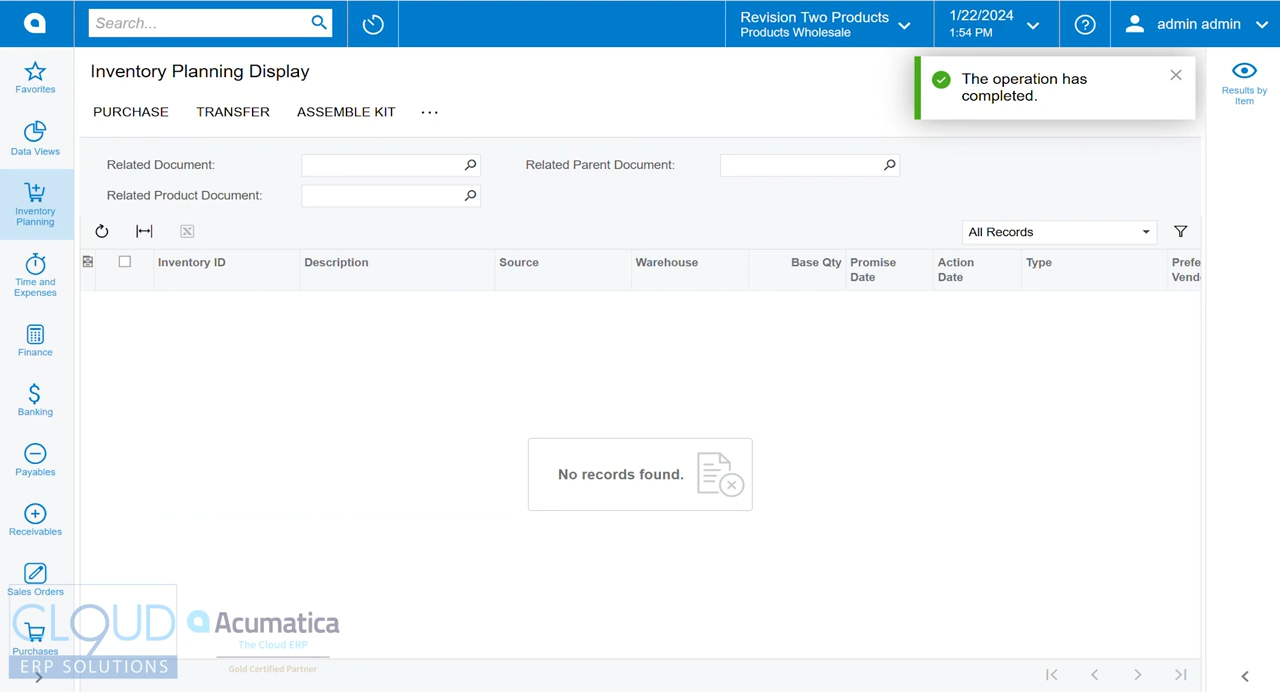 Search...
Revision Two Products
Products Wholesale
1/22/2024
1:54 PM
admin admin
Favorites
Data Views
Inventory
Planning
Time and
Expenses
Finance
Banking
Payables
Receivables
Sales Orders
Purchases
Inventory Planning Display
PURCHASE TRANSFER ASSEMBLE KIT ...
The operation has
completed.
Results by
Item
Related Document:
Related Parent Document:
Related Product Document:
All Records
Inventory ID
Description
Source
Warehouse
Base Qty
Promise
Date
Action
Date
Type
Prefe
Vend
No records found.
CLOUD
9
ERP SOLUTIONS
Acumatica
The Cloud ERP
Gold Certified Partner